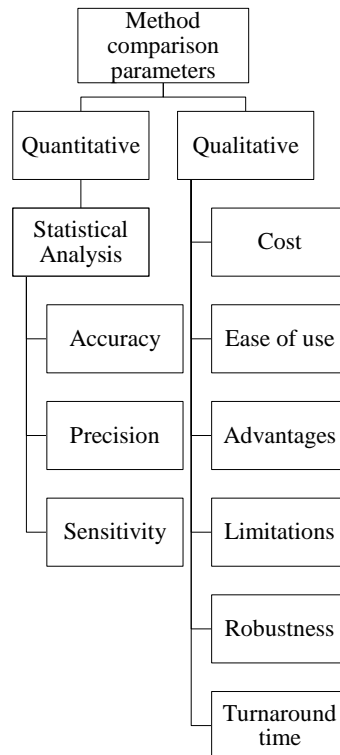 Method
comparison
parameters
Quantitative
Qualitative
Statistical
Analysis
Accuracy
Precision
Sensitivity
Cost
Ease of use
Advantages
Limitations
Robustness
Turnaround
time